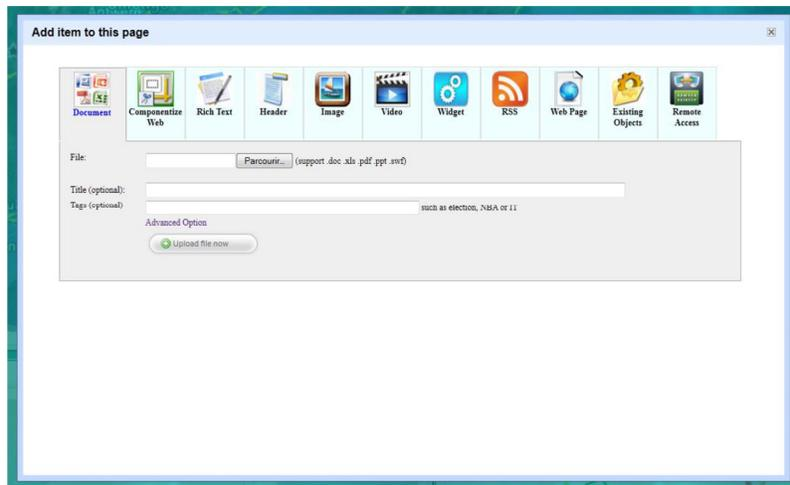 Add item to this page
Document
Componentize
Web
Rich Text
Header
Image
Video
Widget
RSS
Web Page
Existing
Objects
Remote
Access
File:
Parcourir... (support .doc .xls .pdf .ppt .swf)
Title (optional):
Tags (optional)
such as election, NBA or IT
Advanced Option
Upload file now